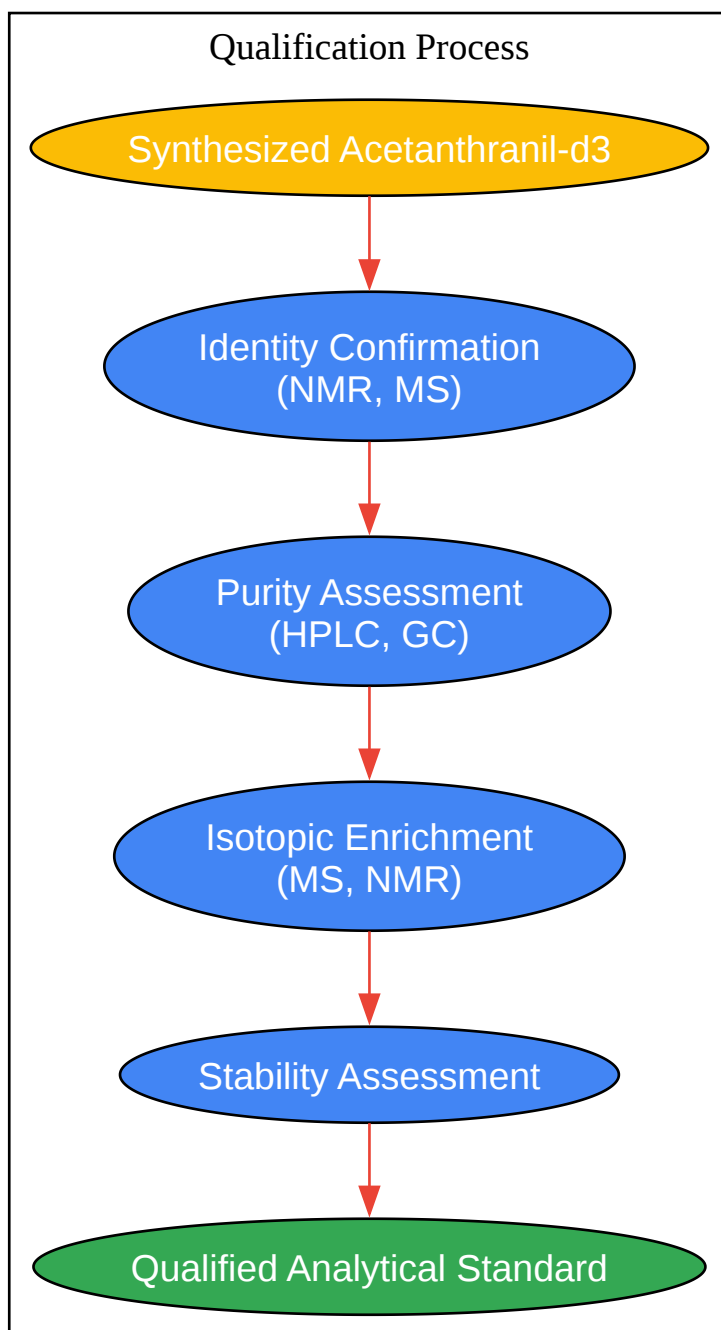 Qualification Process
Synthesized Acetanthranil-d3
Identity Confirmation
(NMR, MS)
Purity Assessment
(HPLC, GC)
Isotopic Enrichment
(MS, NMR)
Stability Assessment
Qualified Analytical Standard